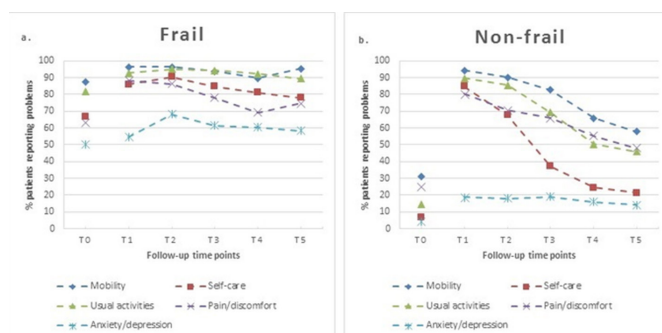 a.
Frail
% patients reporting problems
100
90
80
70
60
50
40
30
20
10
0
T0 T1 T2 T3 T4 T5
Follow-up time points
Mobility Self-care
Usual activities Pain/discomfort
Anxiety/depression
b.
Non-frail
% patients reporting problems
100
90
80
70
60
50
40
30
20
10
0
T0 T1 T2 T3 T4 T5
Follow-up time points
Mobility Self-care
Usual activities Pain/discomfort
Anxiety/depression